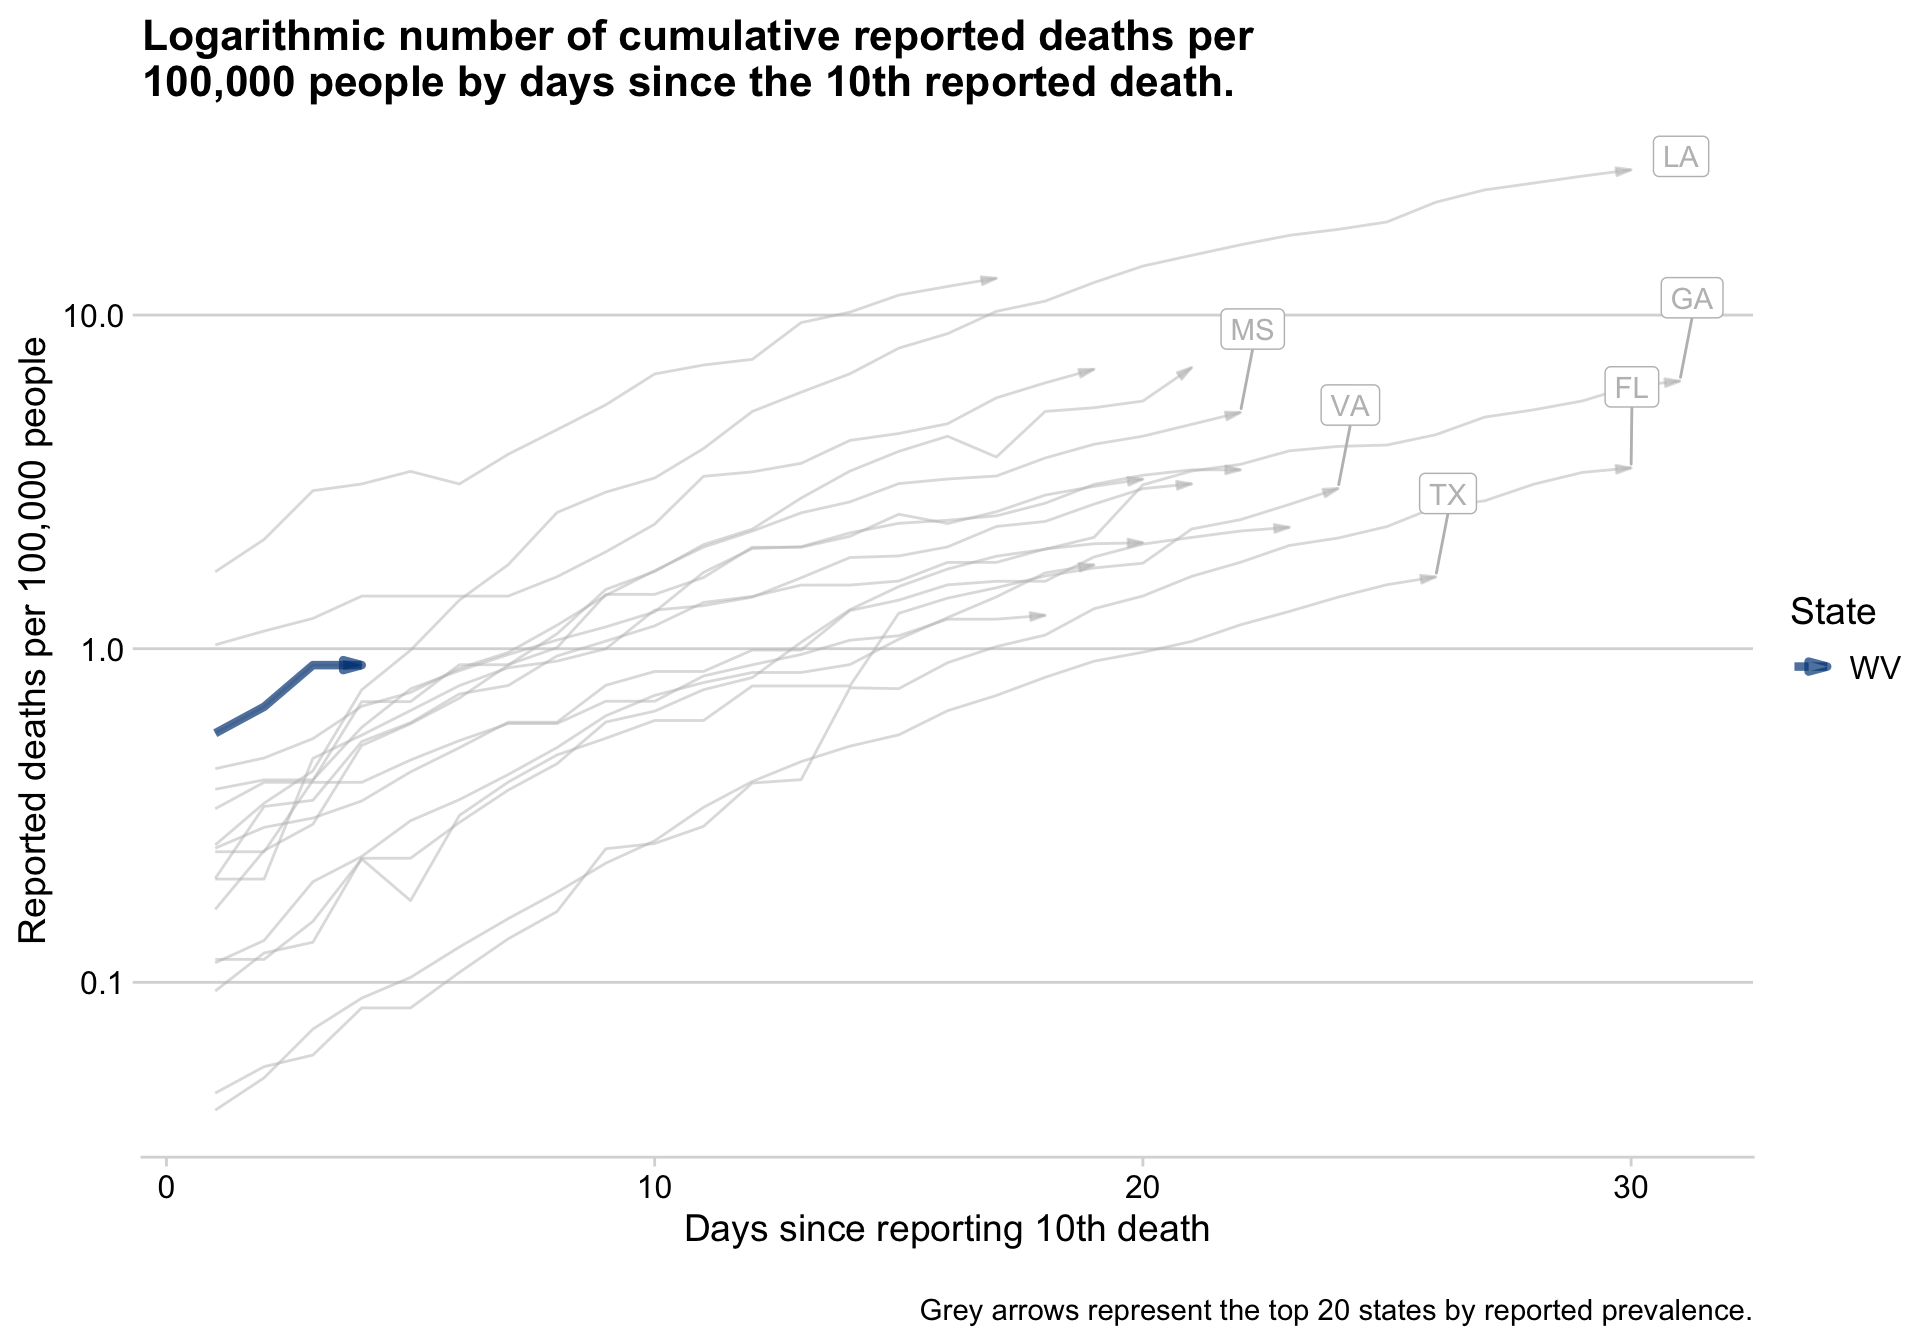 Logarithmic number of cumulative reported deaths per
100,000 people by days since the 10th reported death.
LA
GA
10.0
MS
FL
VA
TX
Reported deaths per 100,000 people
State
1.0
WV
0.1
0 10 20 30
Days since reporting 10th death
Grey arrows represent the top 20 states by reported prevalence.